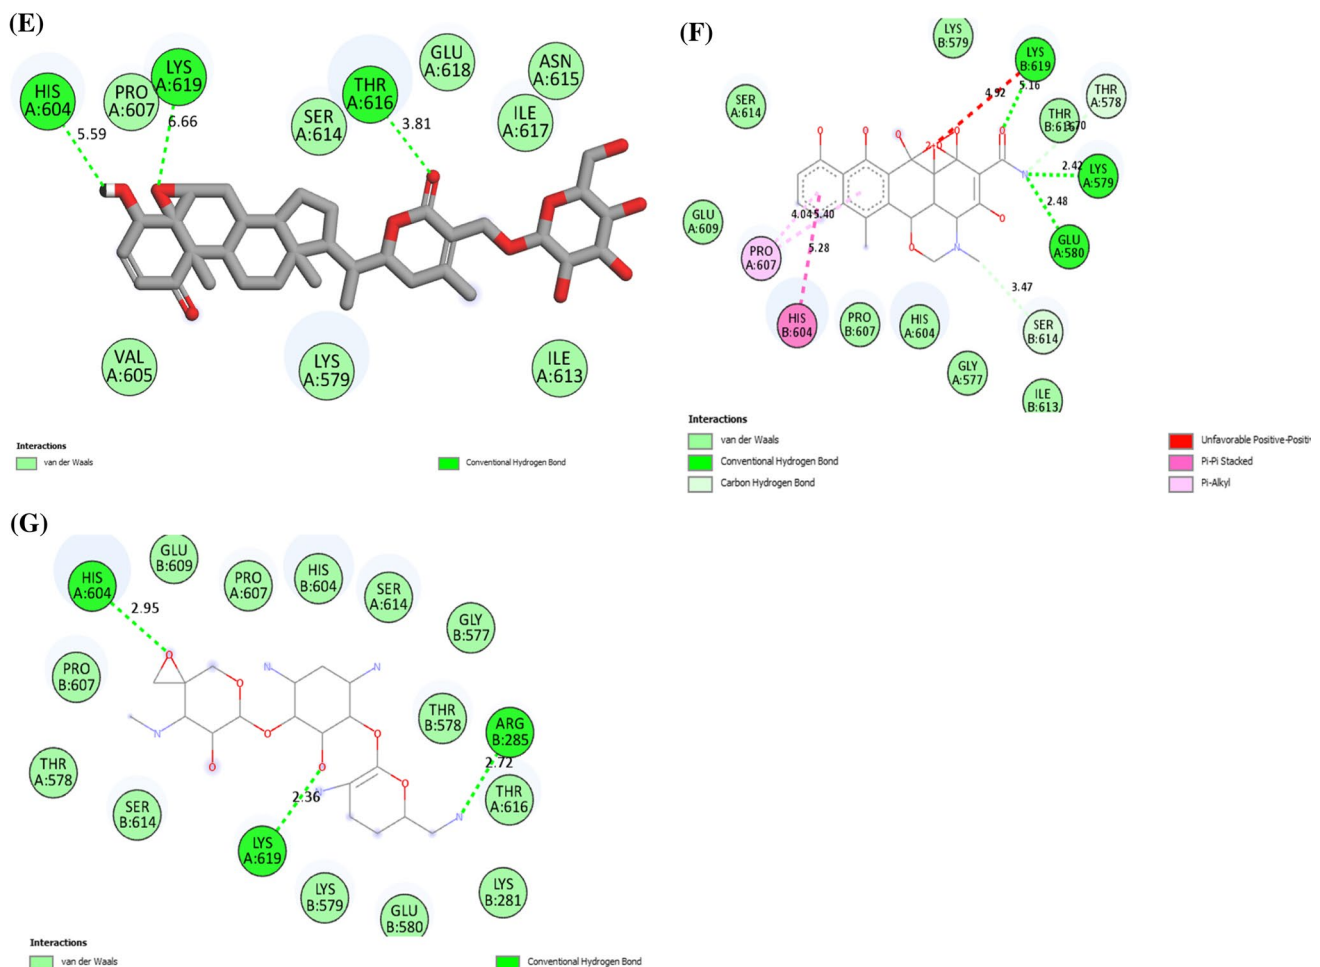 (E)
HIS
A:604
PRO
A:607
LYS
A:619
SER
A:614
THR
A:616
GLU
A:618
ILE
A:617
ASN
A:615
5.59
3.81
VAL
A:605
LYS
A:579
ILE
A:613
Interactions
van der Waals
Conventional Hydrogen Bond
(F)
LYS
B:579
LYS
B:619
THR
A:578
SER
A:614
THR
B:616
4.92
5.16
3.70
2.42
LYS
A:579
2.48
GLU
A:580
GLU
A:609
PRO
A:607
4.04
5.40
5.28
3.47
HIS
B:604
PRO
B:607
HIS
A:604
SER
B:614
GLY
A:577
ILE
B:613
O
O
O
O
O
O
N
O
O
N
Interactions
van der Waals
Conventional Hydrogen Bond
Carbon Hydrogen Bond
Unfavorable Positive-Positi
Pi-Pi Stacked
Pi-Alkyl
(G)
HIS
A:604
GLU
B:609
PRO
A:607
HIS
B:604
SER
A:614
GLY
B:577
2.95
PRO
B:607
THR
B:578
ARG
B:285
2.72
THR
A:578
SER
B:614
2.36
THR
A:616
LYS
A:619
LYS
B:579
GLU
B:580
LYS
B:281
O
N
N
O
N
O
O
O
O
O
N
N
Interactions
van der Waals
Conventional Hydrogen Bond